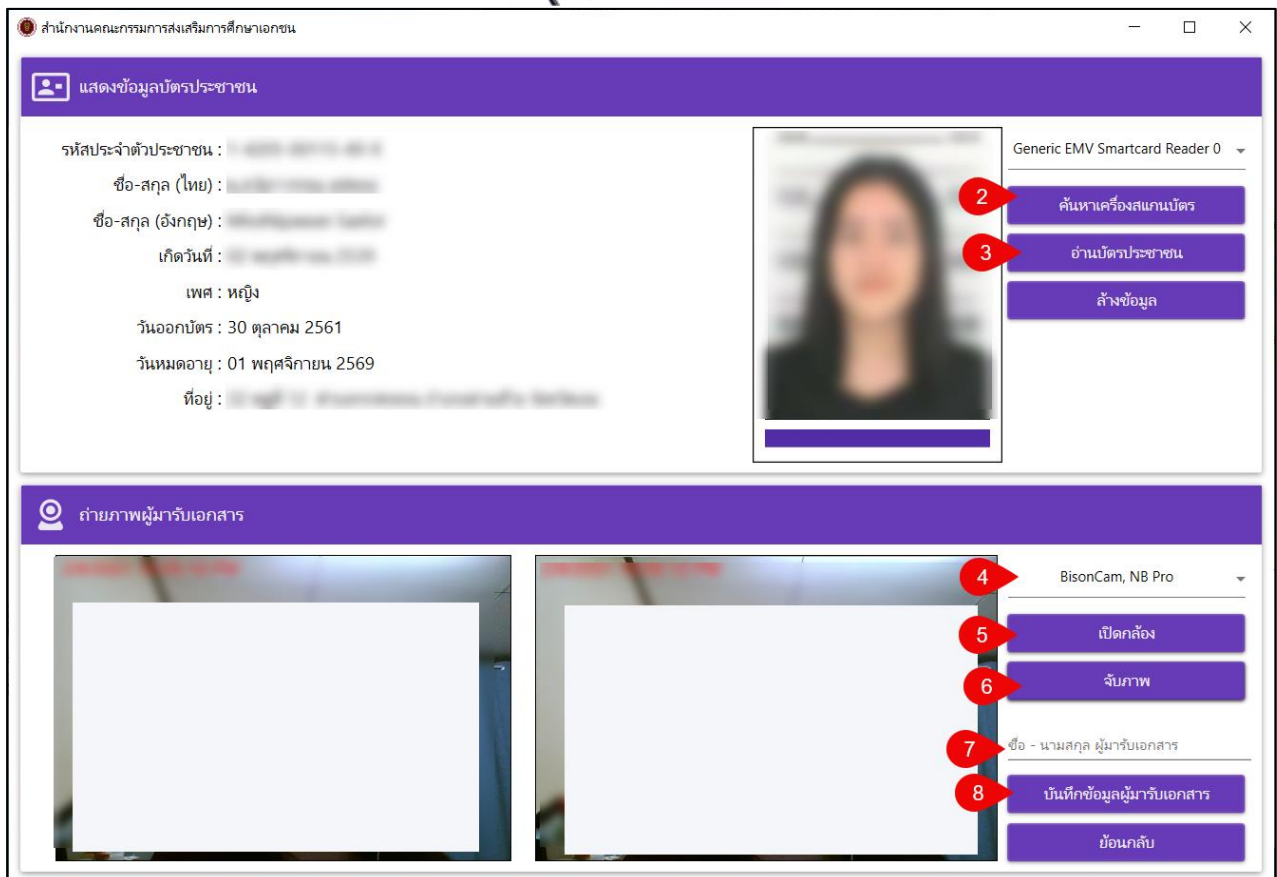 สำนักงานคณะกรรมการส่งเสริมการศึกษาเอกชน
แสดงข้อมูลบัตรประชาชน
รหัสประจำตัวประชาชน :
ชื่อ-สกุล (ไทย) :
ชื่อ-สกุล (อังกฤษ) :
เกิดวันที่ :
เพศ : หญิง
วันออกบัตร : 30 ตุลาคม 2561
วันหมดอายุ : 01 พฤศจิกายน 2569
ที่อยู่ :
Generic EMV Smartcard Reader 0
2 ค้นหาเครื่องสแกนบัตร
3 อ่านบัตรประชาชน
ล้างข้อมูล
ถ่ายภาพผู้มารับเอกสาร
4 BisonCam, NB Pro
5 เปิดกล้อง
6 จับภาพ
7 ชื่อ - นามสกุล ผู้มารับเอกสาร
8 บันทึกข้อมูลผู้มารับเอกสาร
ย้อนกลับ